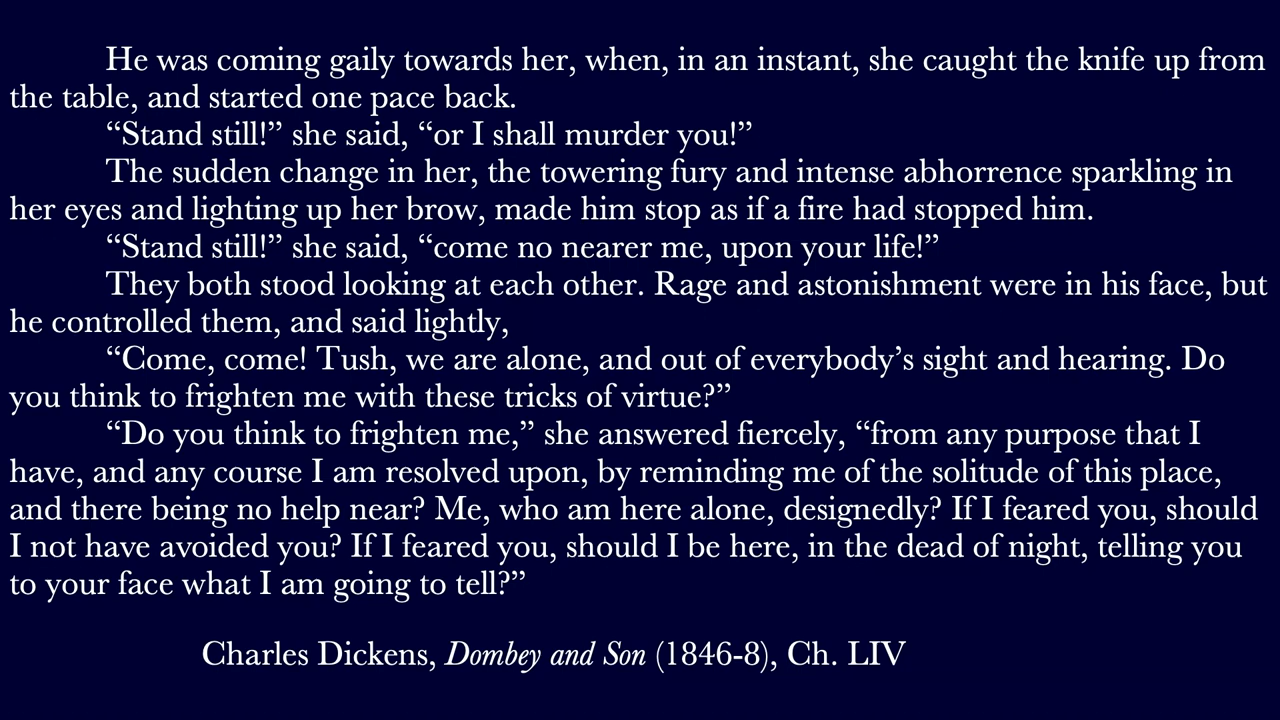 He was coming gaily towards her, when, in an instant, she caught the knife up from
the table, and started one pace back.
“Stand still!” she said, “or I shall murder you!”
The sudden change in her, the towering fury and intense abhorrence sparkling in
her eyes and lighting up her brow, made him stop as if a fire had stopped him.
“Stand still!” she said, “come no nearer me, upon your life!”
They both stood looking at each other. Rage and astonishment were in his face, but
he controlled them, and said lightly,
“Come, come! Tush, we are alone, and out of everybody’s sight and hearing. Do
you think to frighten me with these tricks of virtue?”
“Do you think to frighten me,” she answered fiercely, “from any purpose that I
have, and any course I am resolved upon, by reminding me of the solitude of this place,
and there being no help near? Me, who am here alone, designedly? If I feared you, should
I not have avoided you? If I feared you, should I be here, in the dead of night, telling you
to your face what I am going to tell?”
Charles Dickens, Dombey and Son (1846-8), Ch. LIV